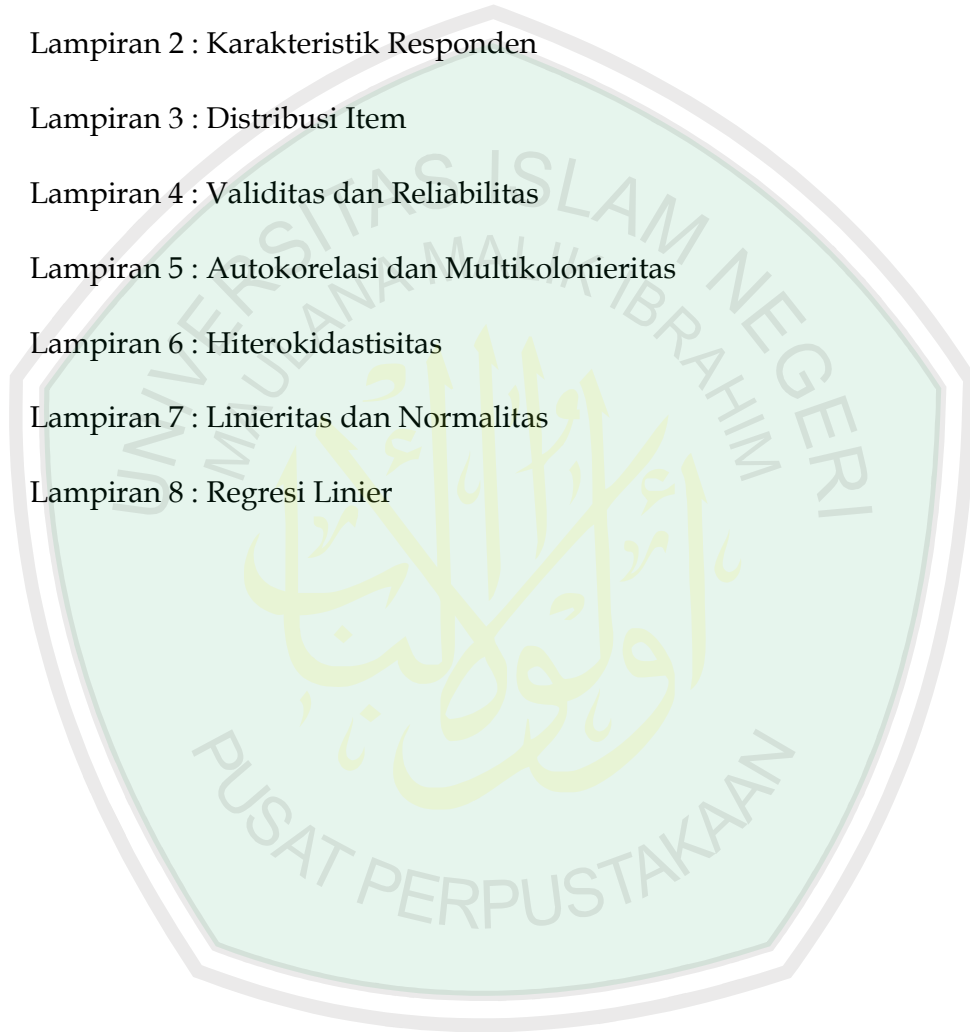 Lampiran 2 : Karakteristik Responden
Lampiran 3 : Distribusi Item
Lampiran 4 : Validitas dan Reliabilitas
Lampiran 5 : Autokorelasi dan Multikolonieritas
Lampiran 6 : Hiterokidastisitas
Lampiran 7 : Linieritas dan Normalitas
Lampiran 8 : Regresi Linier
UNIVERSITAS ISLAM NEGERI
MAULANA MALIK IBRAHIM
PUSAT PERPUSTAKAAN